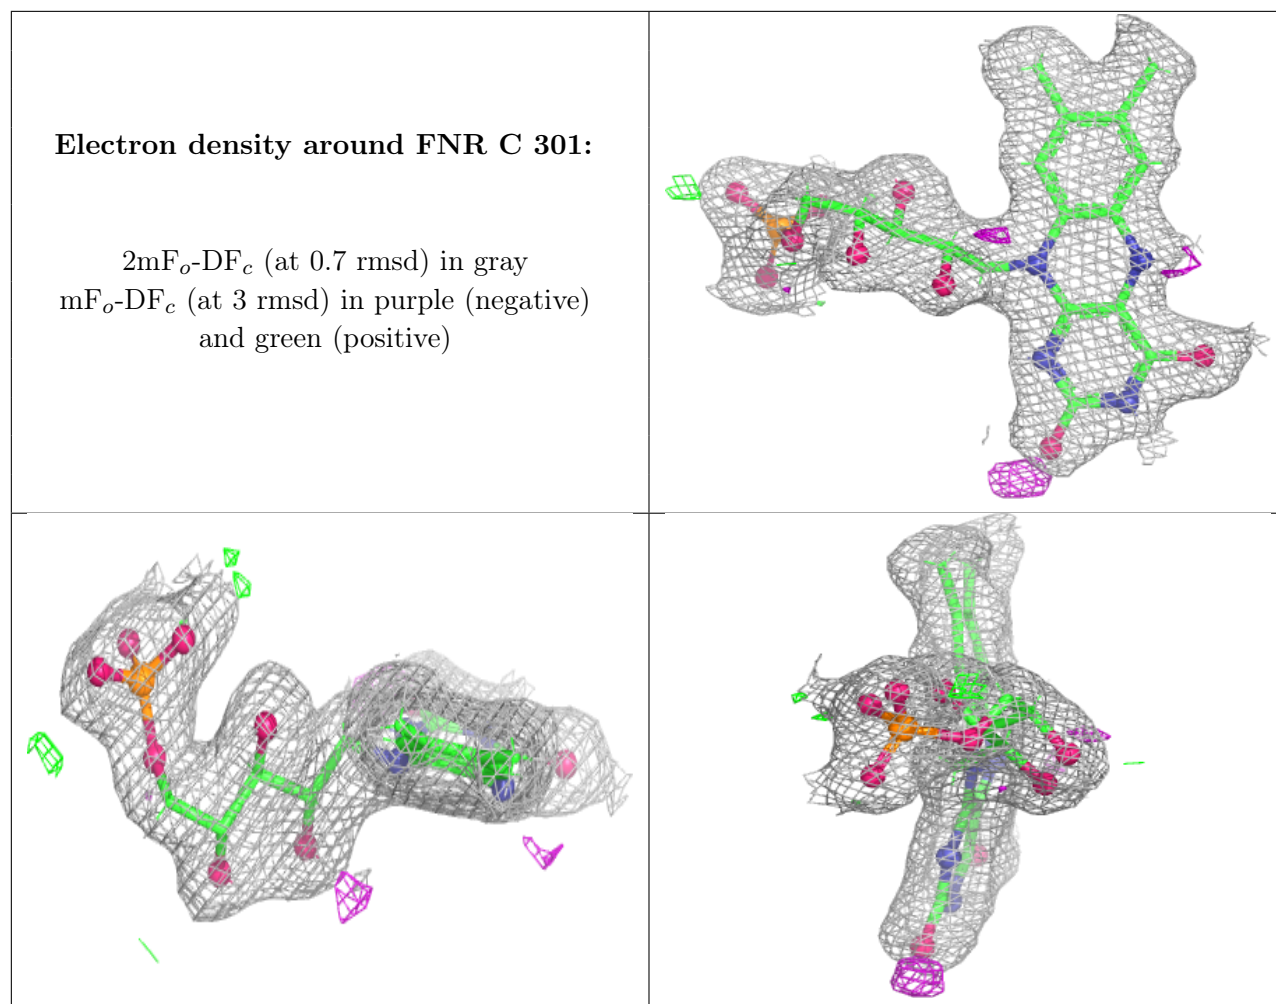 Electron density around FNR C 301:
2mFo-DFc (at 0.7 rmsd) in gray
mFo-DFc (at 3 rmsd) in purple (negative)
and green (positive)